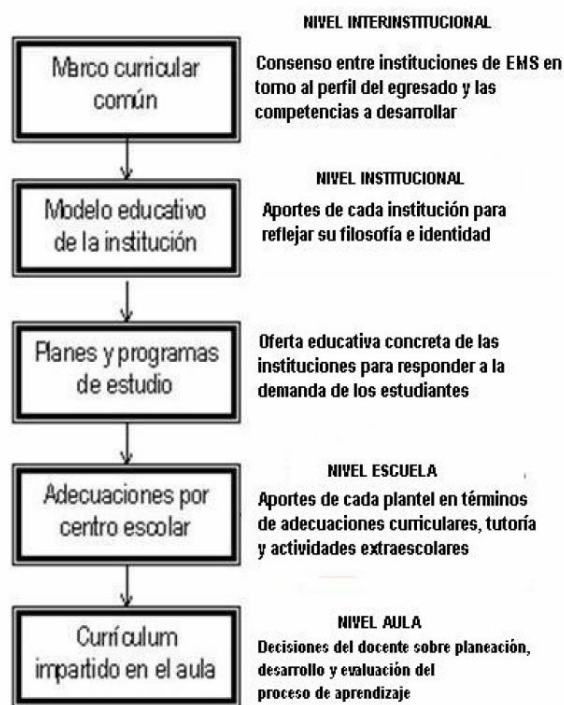 NIVEL INTERINSTITUCIONAL
Marco curricular
común
Consenso entre instituciones de EMS en
torno al perfil del egresado y las
competencias a desarrollar
NIVEL INSTITUCIONAL
Modelo educativo
de la institución
Aportes de cada institución para
reflejar su filosofía e identidad
Planes y programas
de estudio
Oferta educativa concreta de las
instituciones para responder a la
demanda de los estudiantes
NIVEL ESCUELA
Adecuaciones por
centro escolar
Aportes de cada plantel en términos
de adecuaciones curriculares, tutoría
y actividades extraescolares
NIVEL AULA
Currículum
impartido en el aula
Decisiones del docente sobre planeación,
desarrollo y evaluación del
proceso de aprendizaje